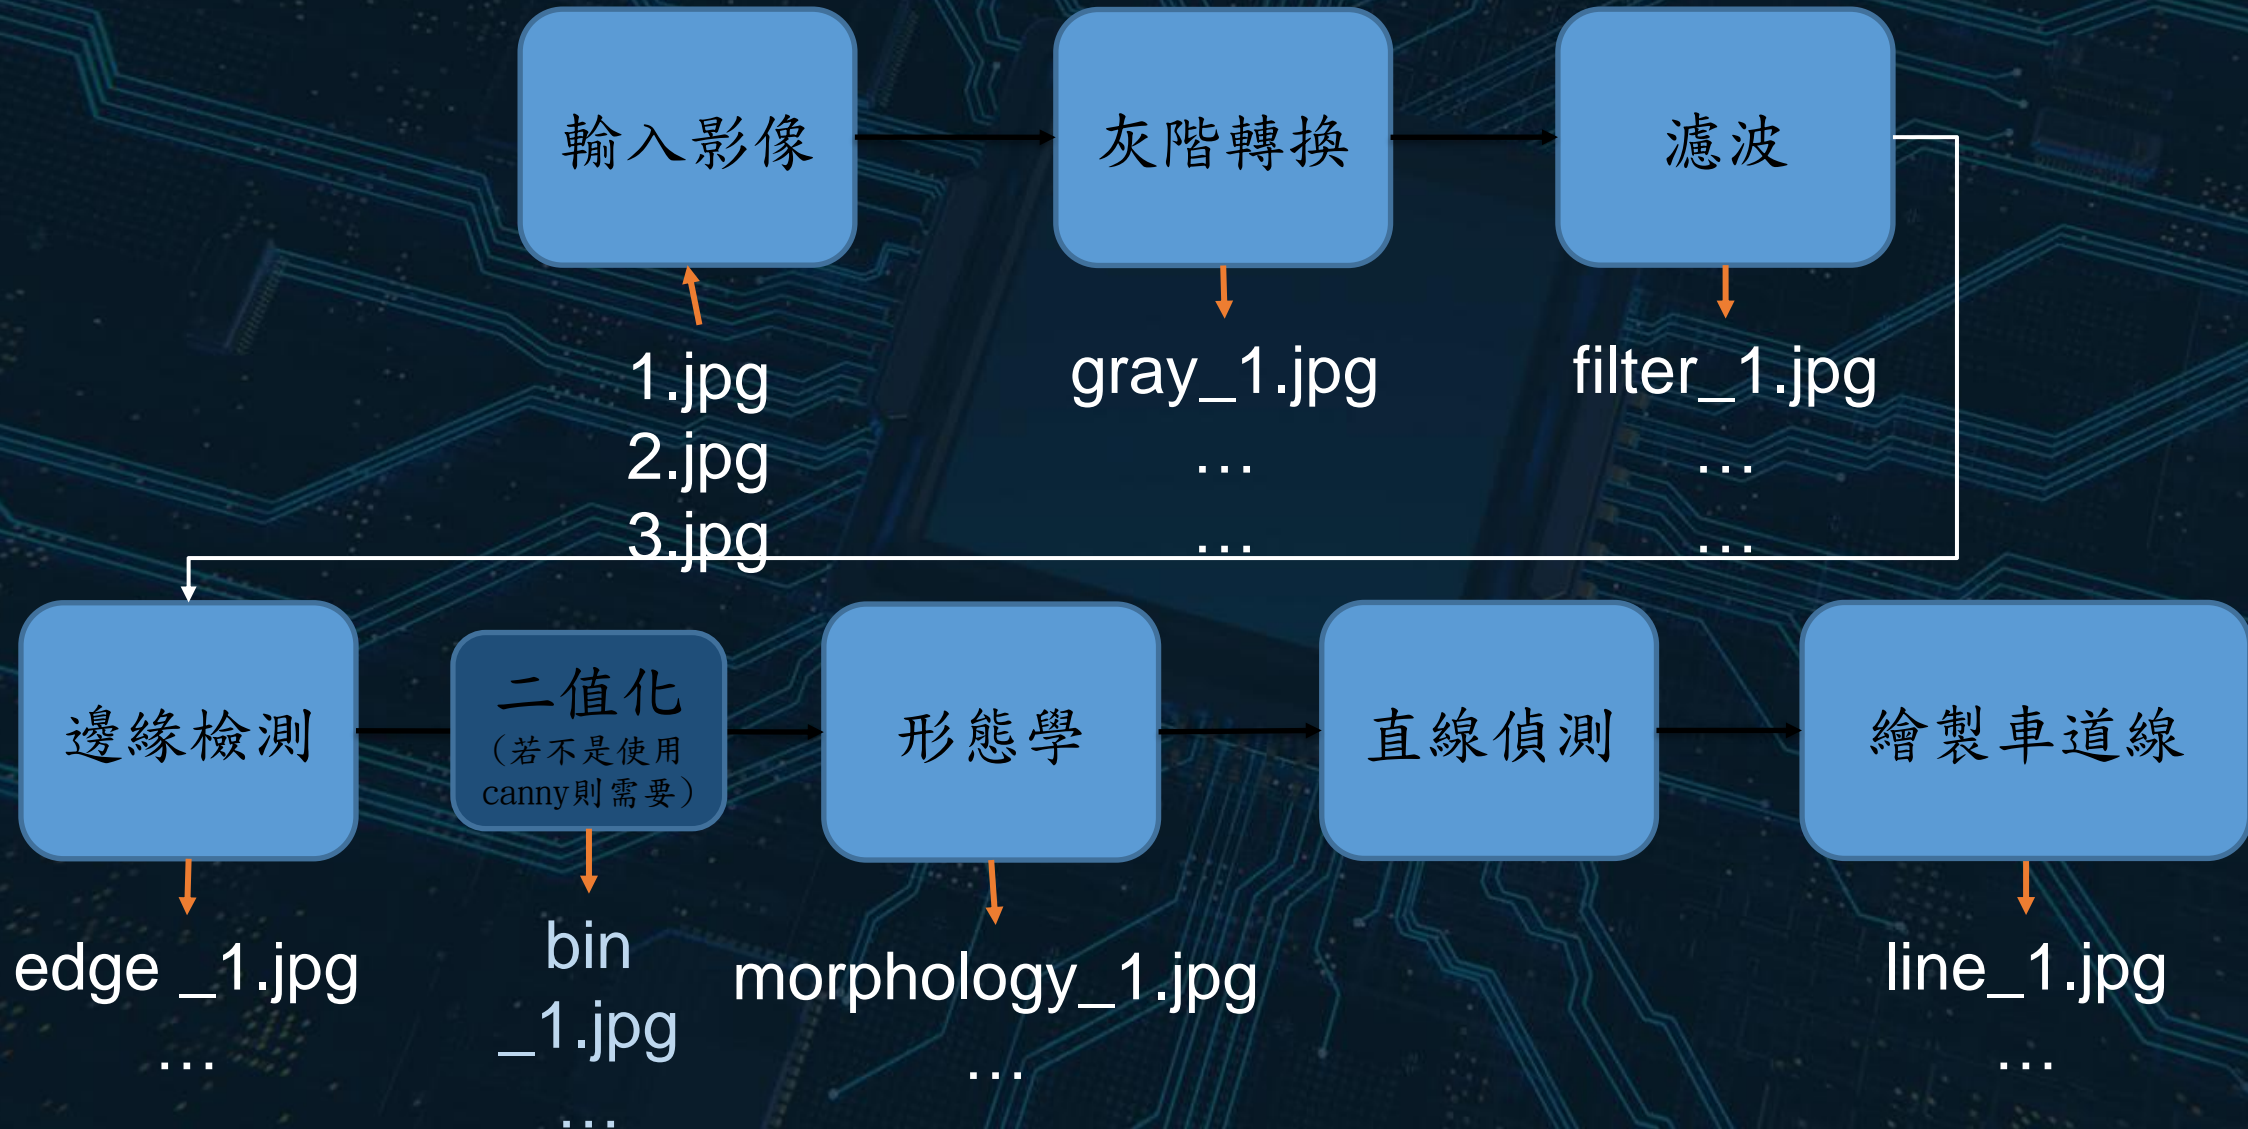 輸入影像
灰階轉換
濾波
1.jpg
2.jpg
3.jpg
gray_1.jpg
…
…
filter_1.jpg
…
…
邊緣檢測
二值化
（若不是使用
canny則需要）
形態學
直線偵測
繪製車道線
edge _1.jpg
…
bin
_1.jpg
…
morphology_1.jpg
…
line_1.jpg
…